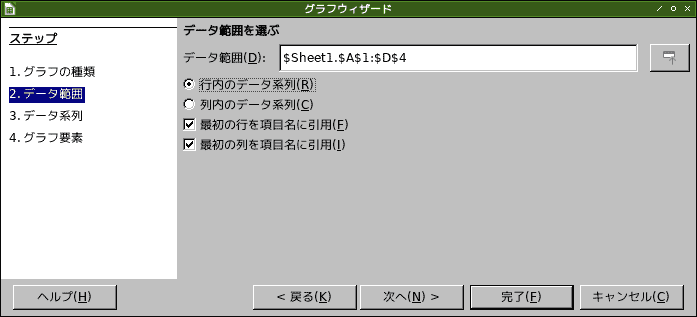 グラフウィザード
ステップ
1. グラフの種類
2. データ範囲
3. データ系列
4. グラフ要素
データ範囲を選ぶ
データ範囲(D): $Sheet1.$A$1:$D$4
行内のデータ系列(R)
列内のデータ系列(C)
最初の行を項目名に引用(F)
最初の列を項目名に引用(I)
ヘルプ(H) < 戻る(K) 次へ(N) > 完了(F) キャンセル(C)